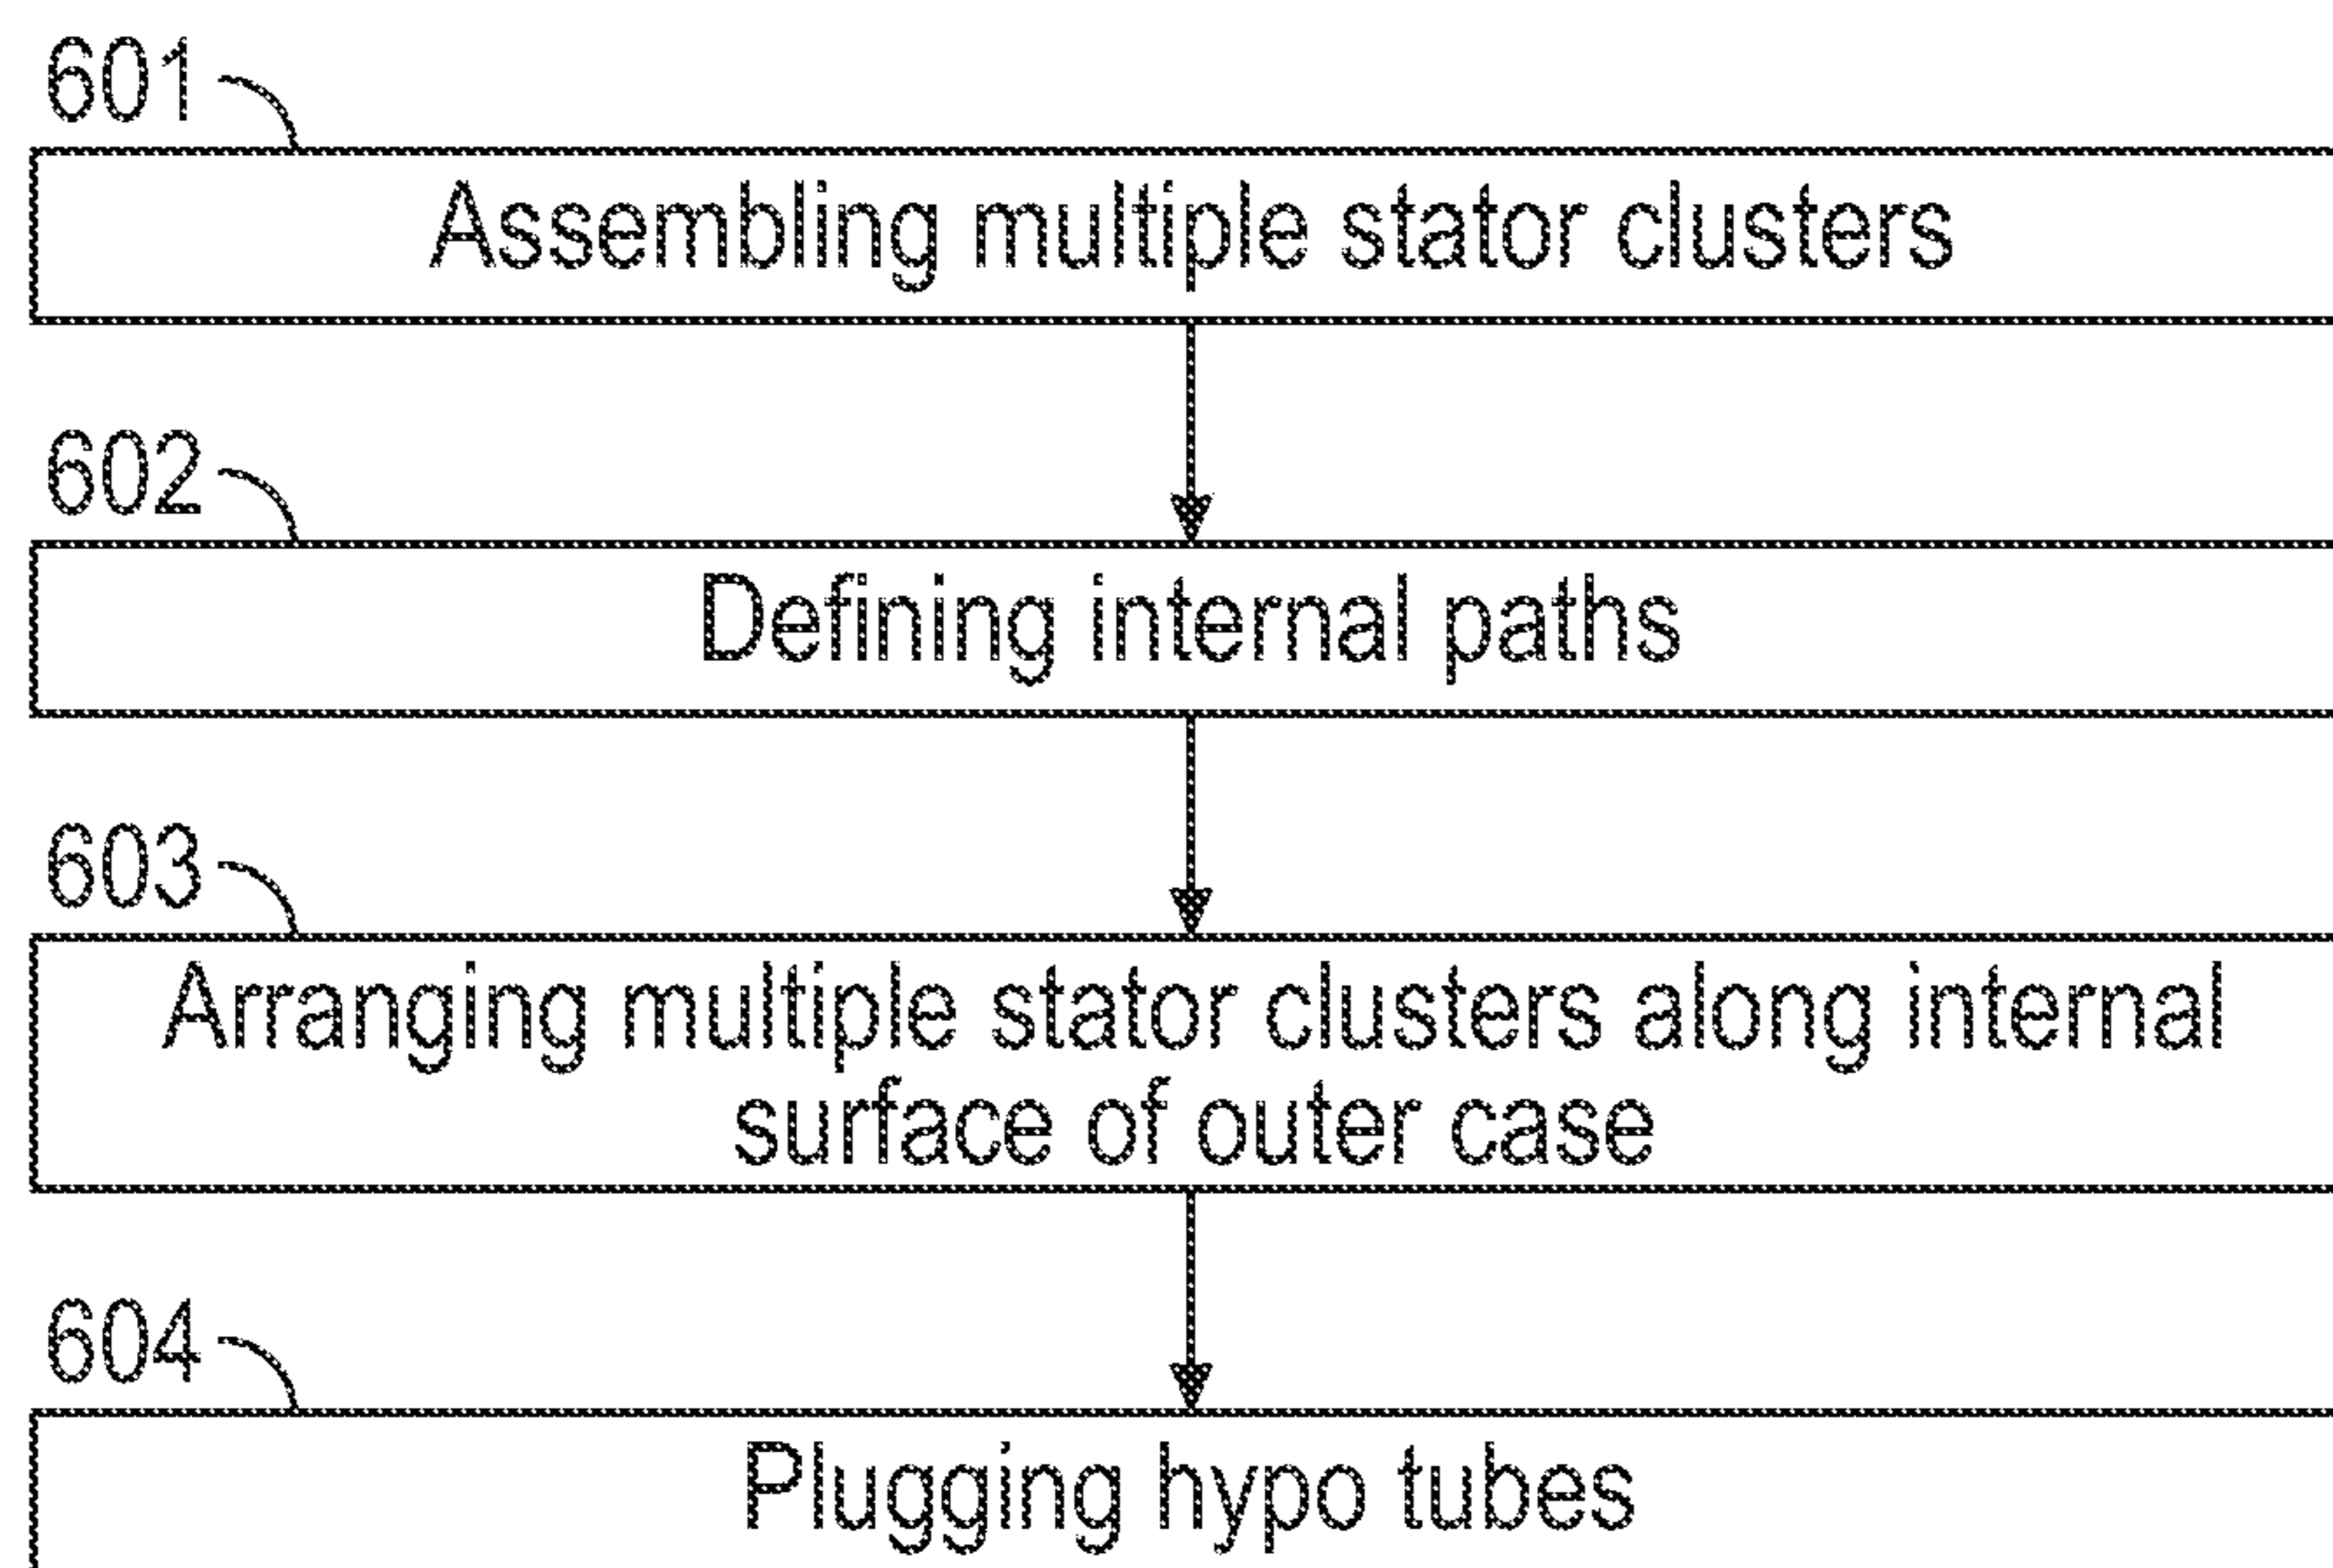 601
Assembling multiple stator clusters
602
Defining internal paths
603
Arranging multiple stator clusters along internal
surface of outer case
604
Plugging hypo tubes